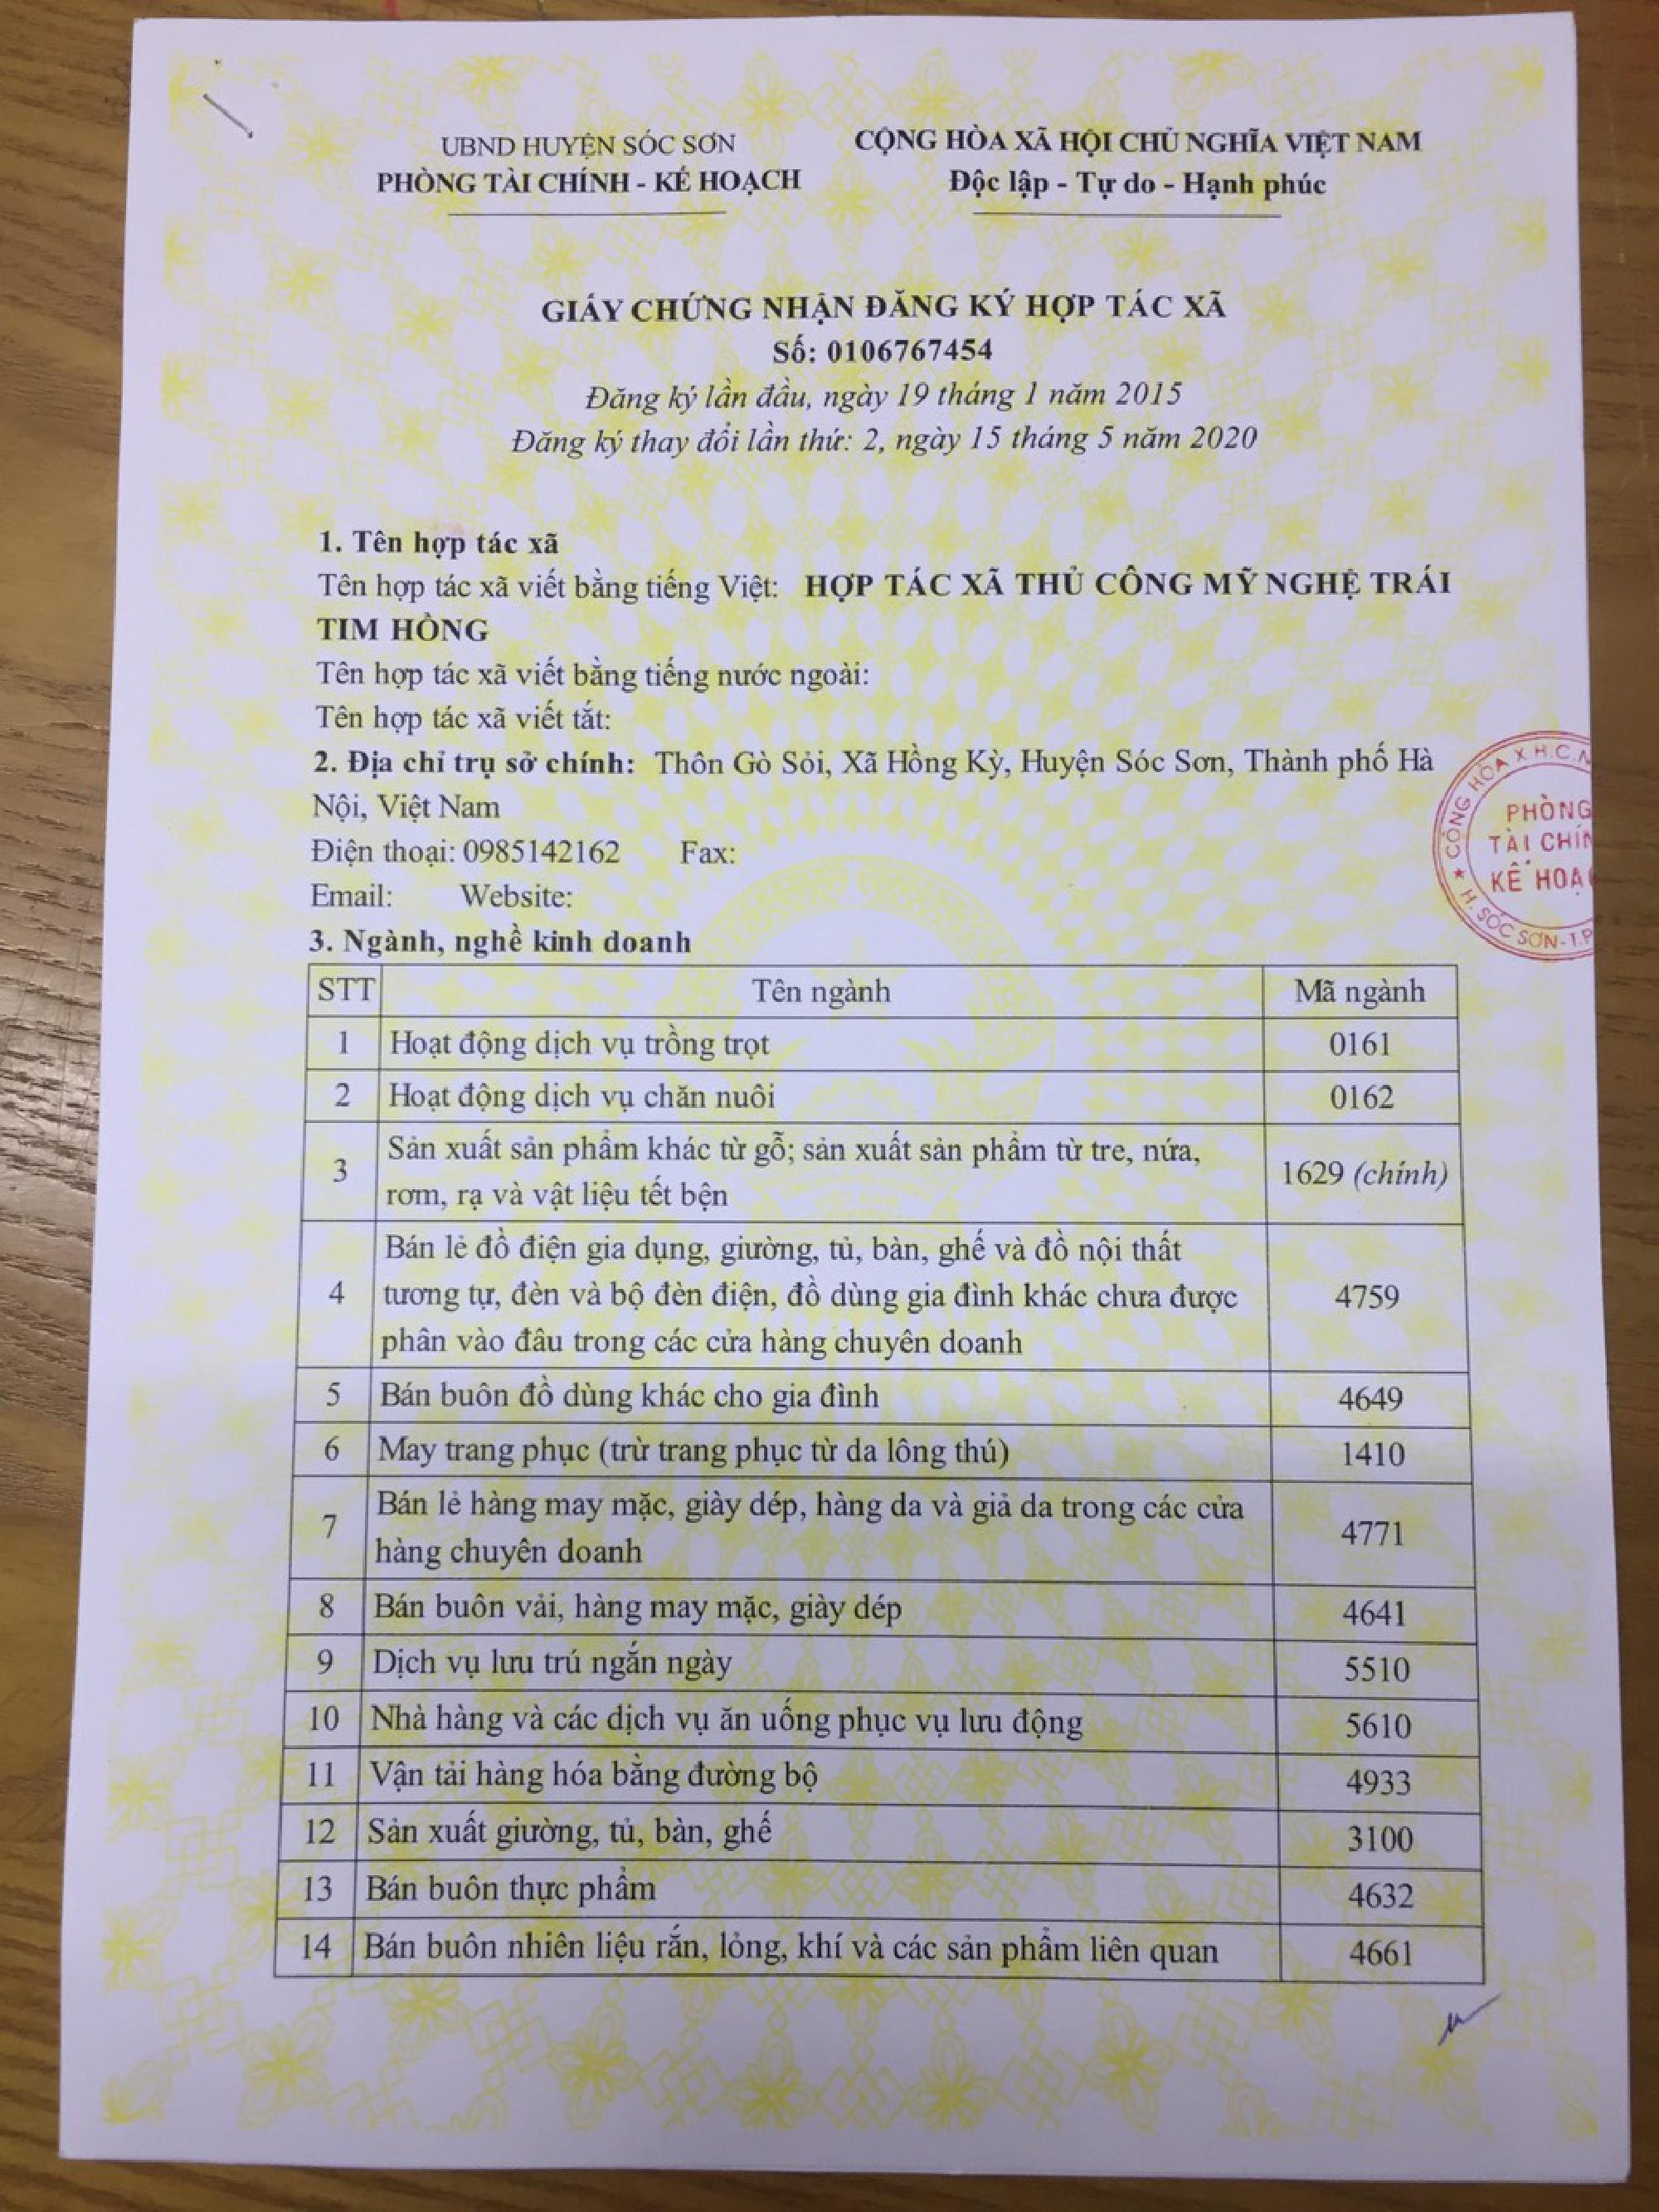 UBND HUYỆN SÓC SƠN
PHÒNG TÀI CHÍNH - KẾ HOẠCH
CỘNG HÒA XÃ HỘI CHỦ NGHĨA VIỆT NAM
Độc lập - Tự do - Hạnh phúc
GIẤY CHỨNG NHẬN ĐĂNG KÝ HỢP TÁC XÃ
Số: 0106767454
Đăng ký lần đầu, ngày 19 tháng 1 năm 2015
Đăng ký thay đổi lần thứ: 2, ngày 15 tháng 5 năm 2020
1. Tên hợp tác xã
Tên hợp tác xã viết bằng tiếng Việt: HỢP TÁC XÃ THỦ CÔNG MỸ NGHỆ TRÁI
TIM HỒNG
Tên hợp tác xã viết bằng tiếng nước ngoài:
Tên hợp tác xã viết tắt:
2. Địa chỉ trụ sở chính: Thôn Gò Sỏi, Xã Hồng Kỳ, Huyện Sóc Sơn, Thành phố Hà
Nội, Việt Nam
Điện thoại: 0985142162 Fax:
Email: Website:
3. Ngành, nghề kinh doanh
CỘNG HÒA X.H.C.N
PHÒNG
TÀI CHÍN
KẾ HOẠC
H. SÓC SƠN-T.P
STT Tên ngành Mã ngành
1 Hoạt động dịch vụ trồng trọt 0161
2 Hoạt động dịch vụ chăn nuôi 0162
3 Sản xuất sản phẩm khác từ gỗ; sản xuất sản phẩm từ tre, nứa,
rơm, rạ và vật liệu tết bện 1629 (chính)
4 Bán lẻ đồ điện gia dụng, giường, tủ, bàn, ghế và đồ nội thất
tương tự, đèn và bộ đèn điện, đồ dùng gia đình khác chưa được 4759
phân vào đâu trong các cửa hàng chuyên doanh
5 Bán buôn đồ dùng khác cho gia đình 4649
6 May trang phục (trừ trang phục từ da lông thú) 1410
7 Bán lẻ hàng may mặc, giày dép, hàng da và giả da trong các cửa
hàng chuyên doanh 4771
8 Bán buôn vải, hàng may mặc, giày dép 4641
9 Dịch vụ lưu trú ngắn ngày 5510
10 Nhà hàng và các dịch vụ ăn uống phục vụ lưu động 5610
11 Vận tải hàng hóa bằng đường bộ 4933
12 Sản xuất giường, tủ, bàn, ghế 3100
13 Bán buôn thực phẩm 4632
14 Bán buôn nhiên liệu rắn, lỏng, khí và các sản phẩm liên quan 4661